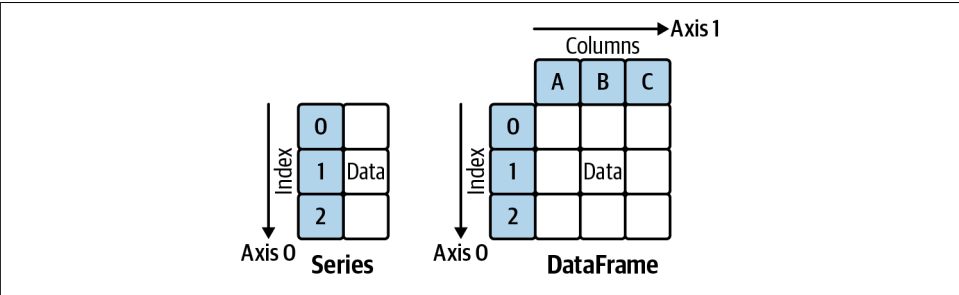 Axis 1
Columns
A B C
0
Index
1 Data
2
Axis 0
Series
0
Index
1 Data
2
Axis 0
DataFrame